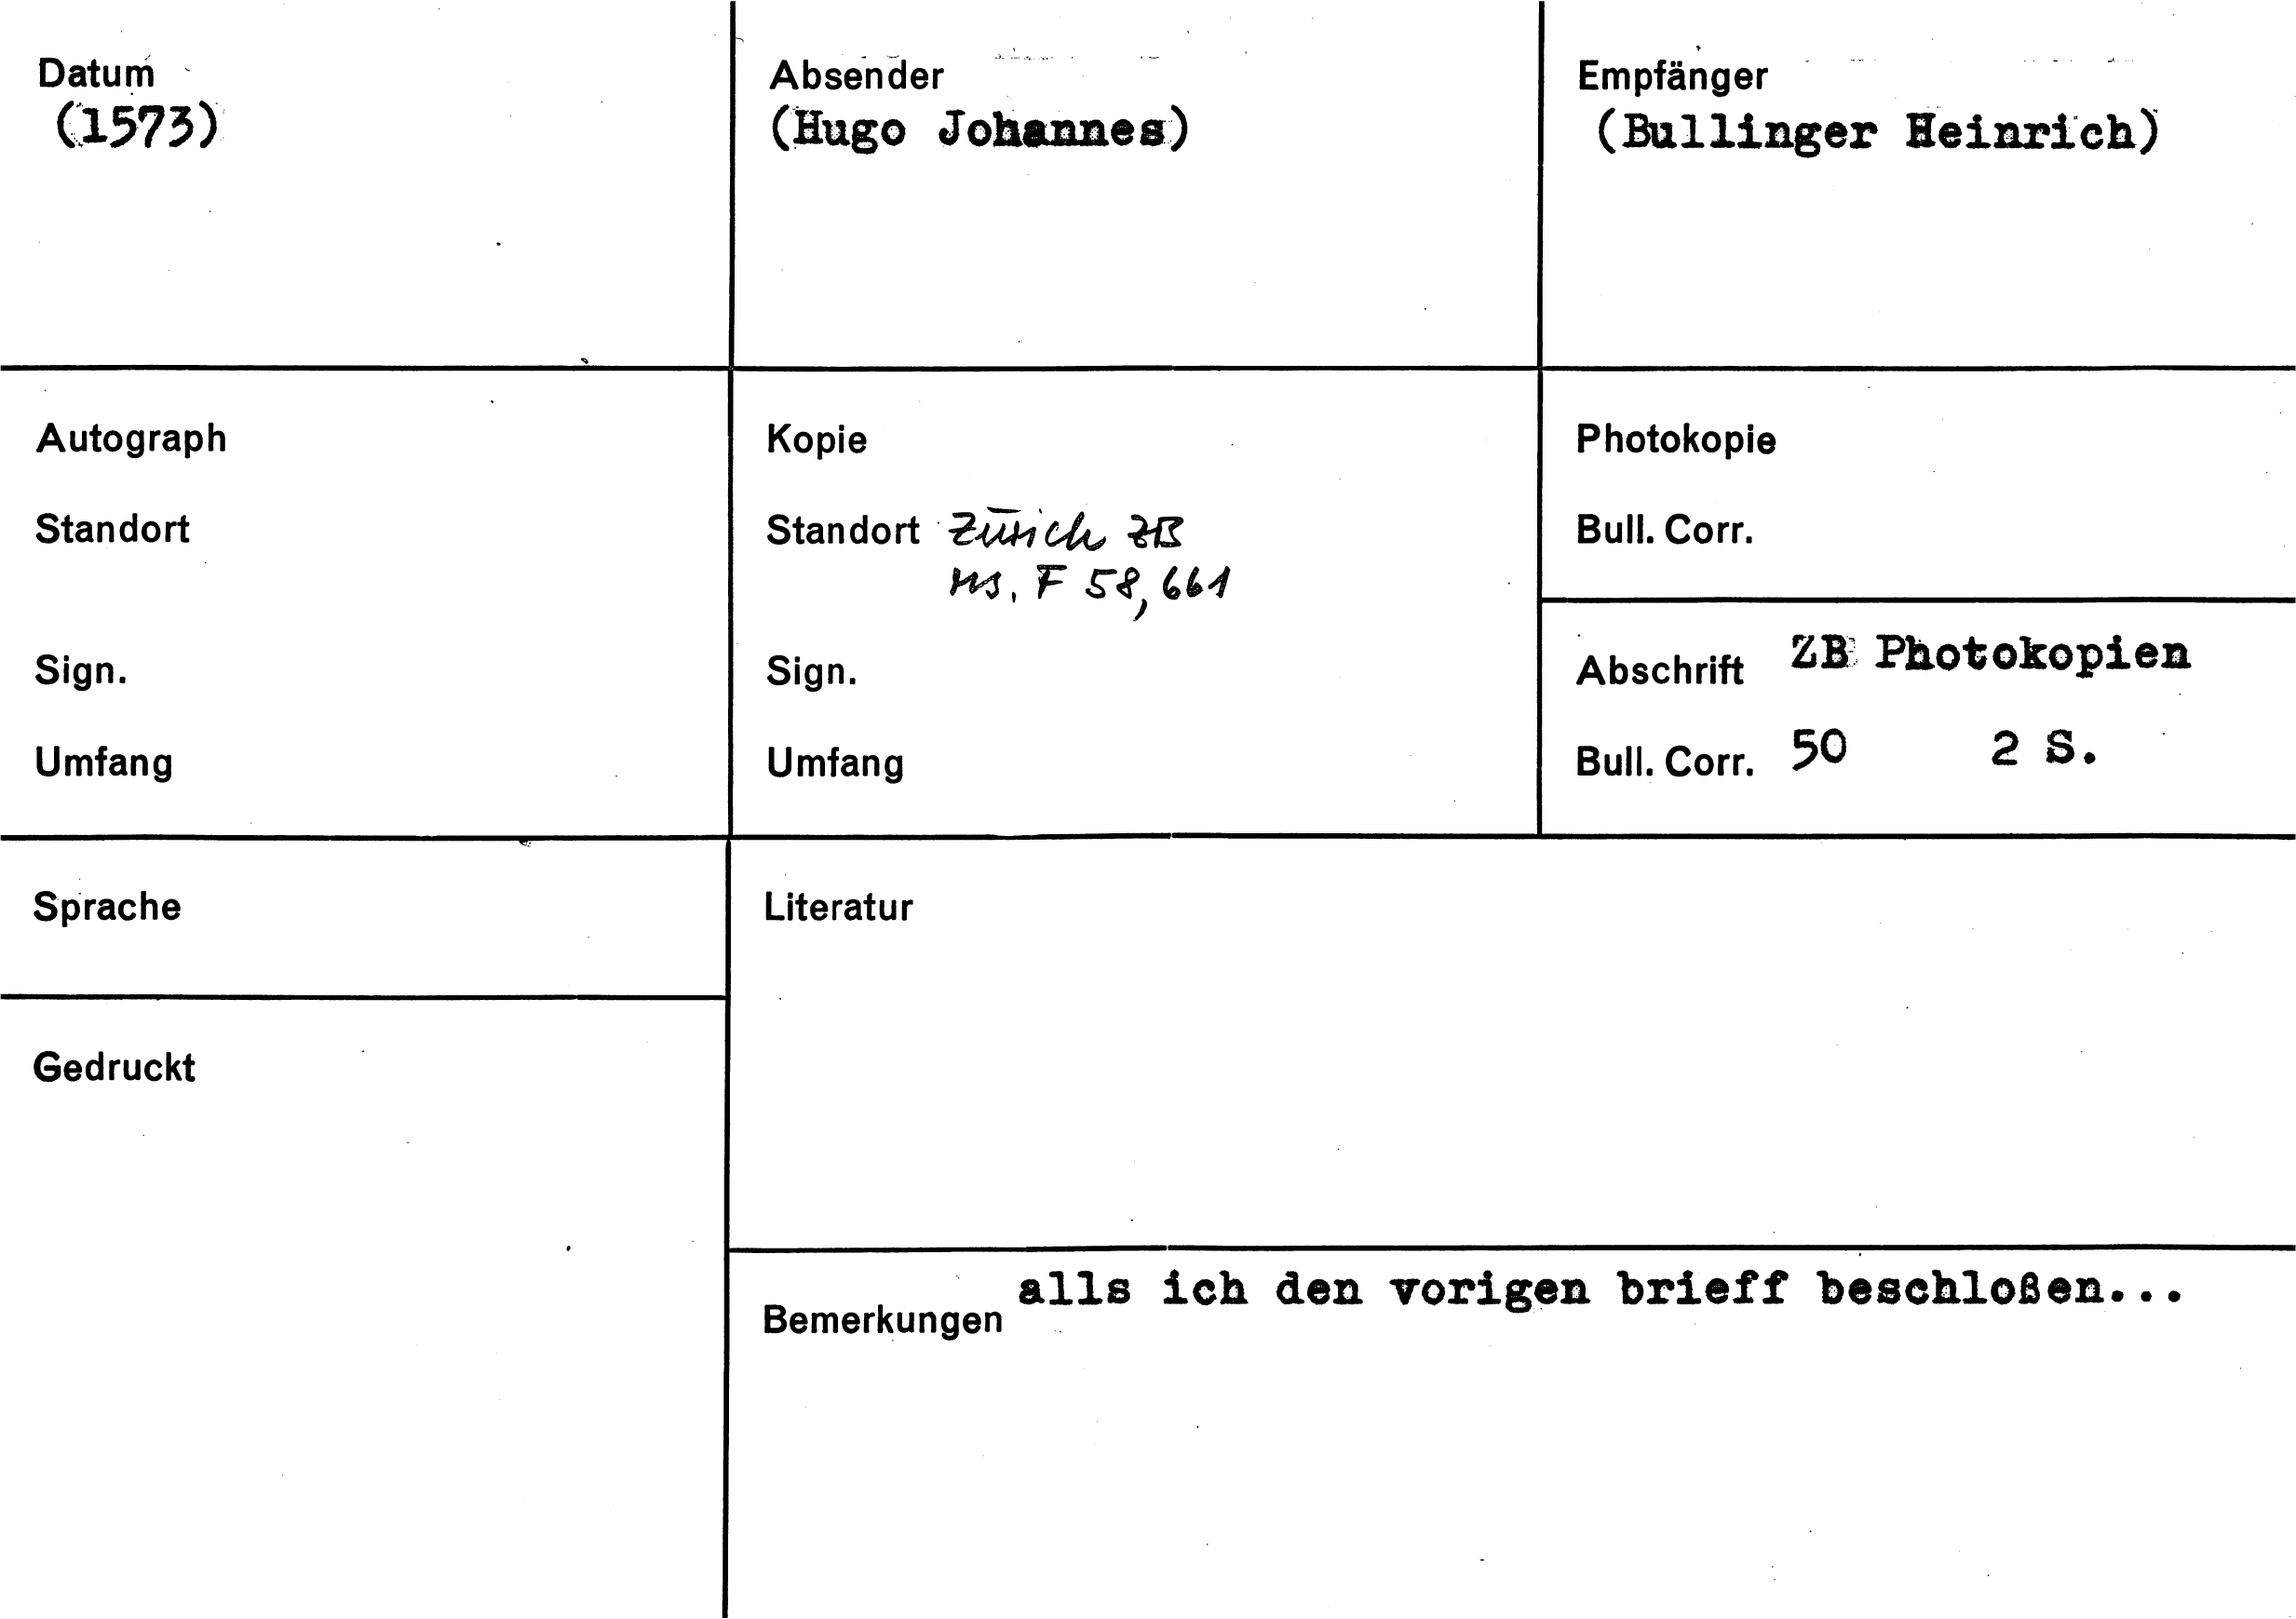 Datum
(1573)
Absender
(Hugo Johannes)
Empfänger
(Bullinger Heinrich)
Autograph
Standort
Sign.
Umfang
Kopie
Standort Zürich ZB
Ms. F 58, 661
Sign.
Umfang
Photokopie
Bull. Corr.
Abschrift ZB Photokopien
Bull. Corr. 50 2 S.
Sprache
Literatur
Gedruckt
Bemerkungen alls ich den vorigen brieff beschloßen...